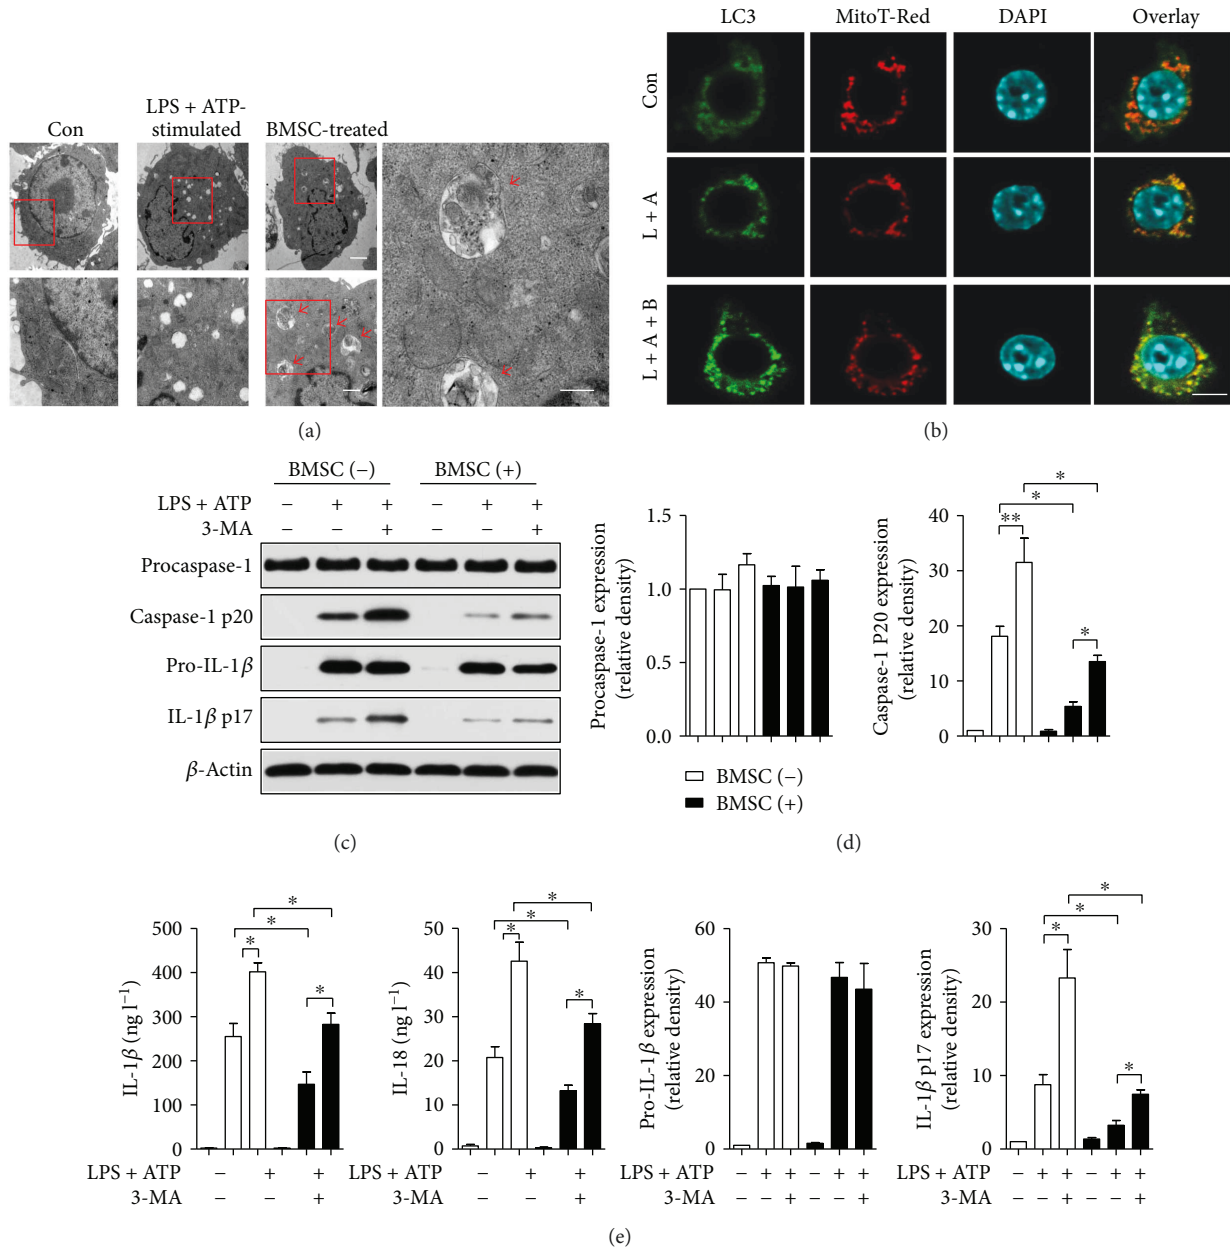 LPS + ATP-
Con stimulated BMSC-treated
(a)
LC3 MitoT-Red DAPI Overlay
Con
L + A
L + A + B
(b)
BMSC (−) BMSC (+)
LPS + ATP − + + − + +
3-MA − − + − − +
Procaspase-1
Caspase-1 p20
Pro-IL-1β
IL-1β p17
β-Actin
(c)
Procaspase-1 expression
(relative density)
1.5
1.0
0.5
0.0
BMSC (−)
BMSC (+)
Caspase-1 P20 expression
(relative density)
40
30
20
10
0
*
*
**
*
(d)
IL-1β (ng l⁻¹)
500
400
300
200
100
0
*
*
*
*
LPS + ATP − + + −
3-MA − − − +
IL-18 (ng l⁻¹)
50
40
30
20
10
0
*
*
*
*
LPS + ATP − + + +
3-MA − − − +
Pro-IL-1β expression
(relative density)
60
40
20
0
LPS + ATP − + + − + +
3-MA − − + − − +
IL-1β p17 expression
(relative density)
30
20
10
0
*
*
*
*
LPS + ATP − + + − + +
3-MA − − + − − +
(e)